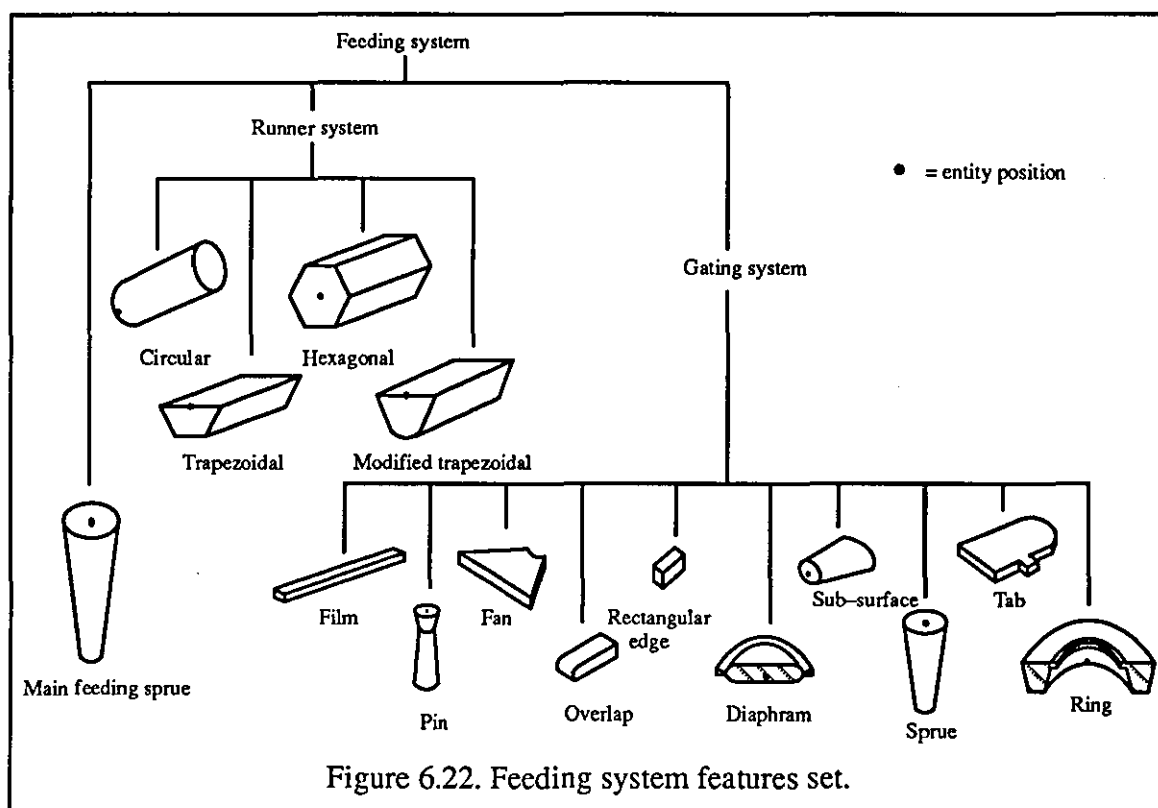 Feeding system
Runner system
• = entity position
Gating system
Circular
Hexagonal
Trapezoidal
Modified trapezoidal
Film
Fan
Rectangular
edge
Sub-surface
Tab
Main feeding sprue
Pin
Overlap
Diaphram
Sprue
Ring
Figure 6.22. Feeding system features set.